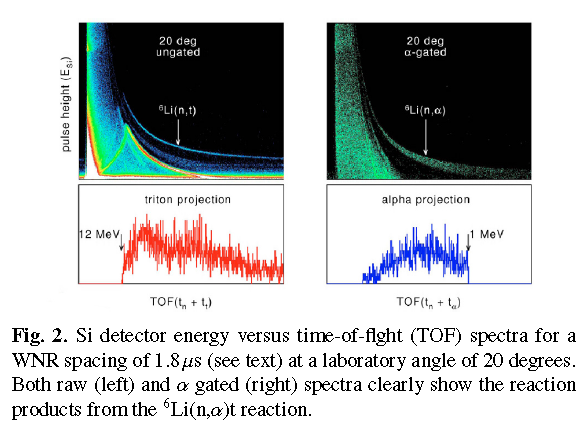 20 deg
ungated
20 deg
α-gated
pulse height (E_Si)
⁶Li(n,t)
⁶Li(n,α)
triton projection
alpha projection
12 MeV
1 MeV
TOF(t_n + t_t)
TOF(t_n + t_α)
Fig. 2. Si detector energy versus time-of-flght (TOF) spectra for a
WNR spacing of 1.8 μs (see text) at a laboratory angle of 20 degrees.
Both raw (left) and α gated (right) spectra clearly show the reaction
products from the ⁶Li(n,α)t reaction.